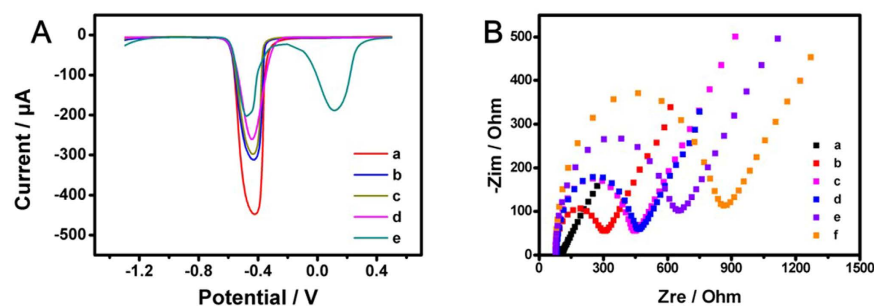 A
0
-100
-200
-300
-400
-500
Current / µA
-1.2
-0.8
-0.4
0.0
0.4
Potential / V
a
b
c
d
e
B
500
400
300
200
100
0
-Zim / Ohm
0
300
600
900
1200
1500
Zre / Ohm
a
b
c
d
e
f